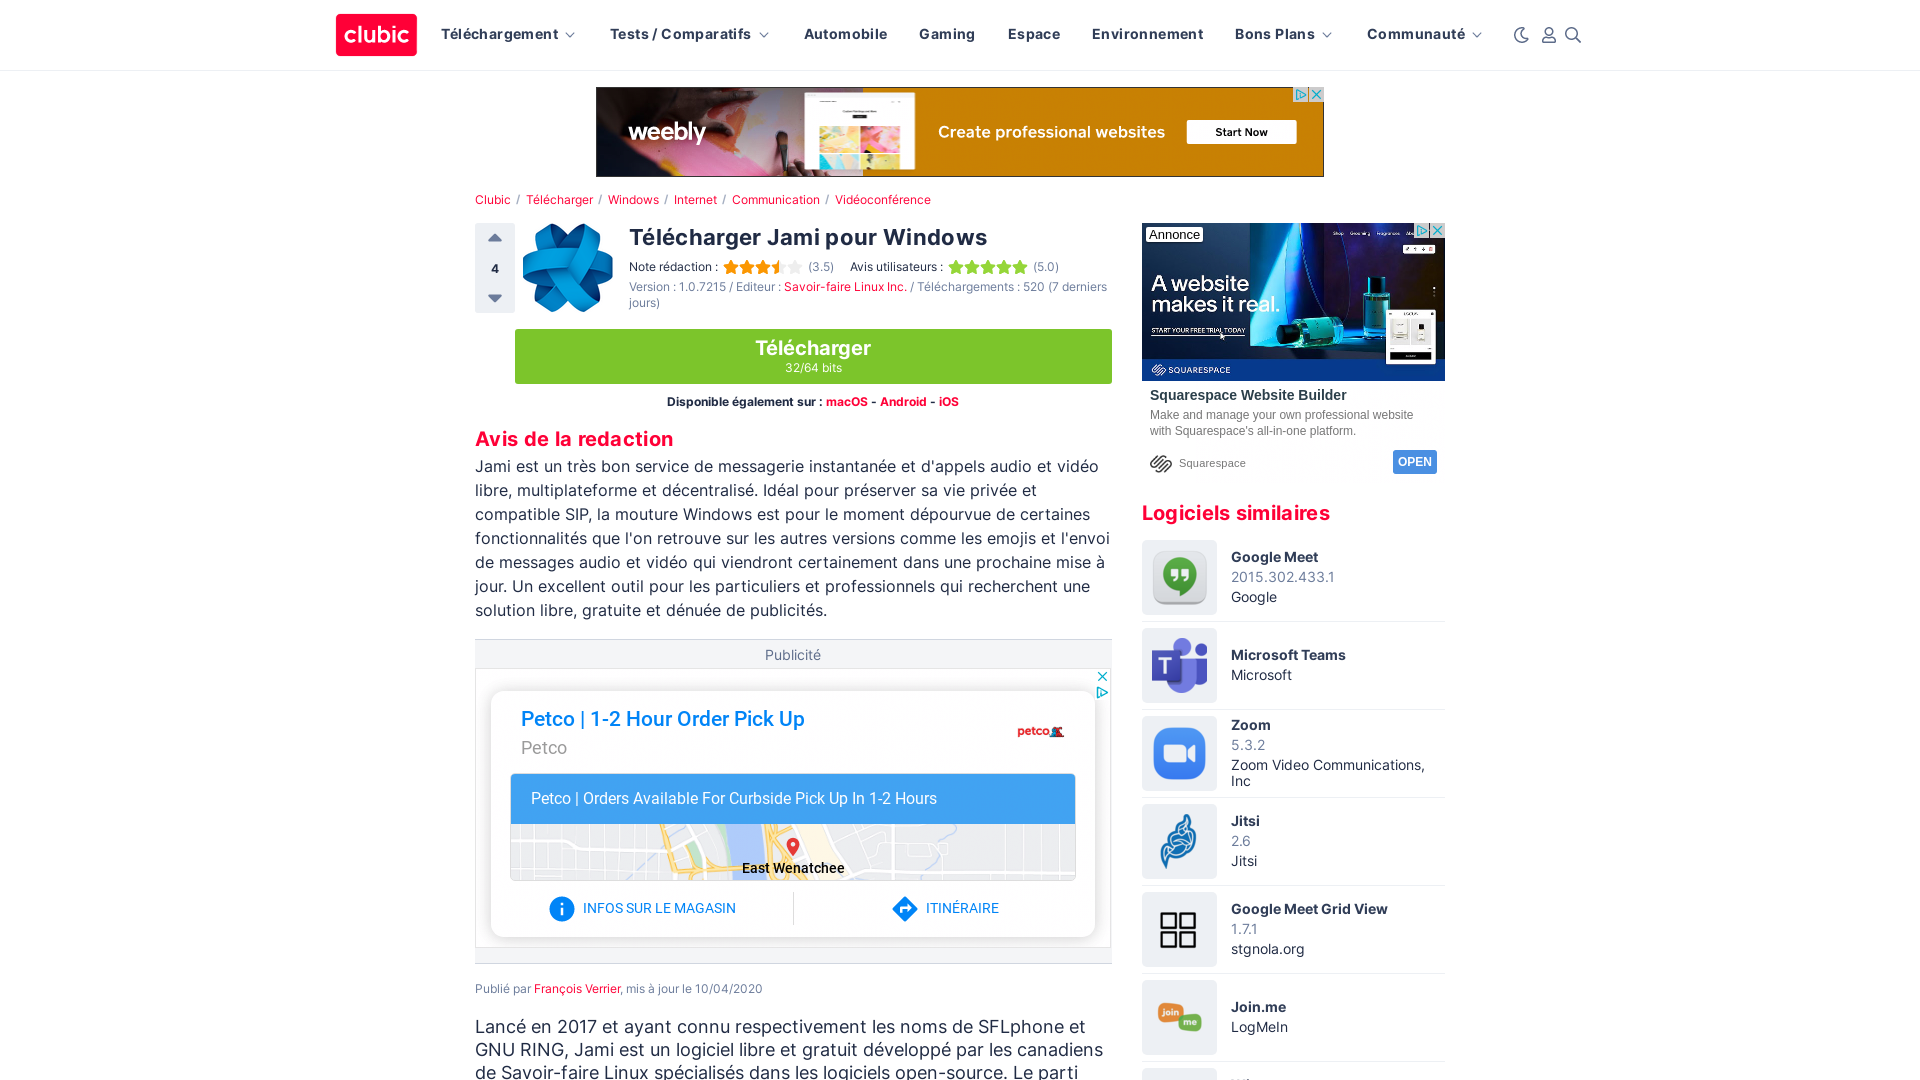 clubic
Téléchargement
Tests / Comparatifs
Automobile
Gaming
Espace
Environnement
Bons Plans
Communauté
weebly
Create professional websites
Start Now
Clubic / Télécharger / Windows / Internet / Communication / Vidéoconférence
4
Télécharger Jami pour Windows
Note rédaction : (3.5) Avis utilisateurs : (5.0)
Version : 1.0.7215 / Editeur : Savoir-faire Linux Inc. / Téléchargements : 520 (7 derniers
jours)
Télécharger
32/64 bits
Disponible également sur : macOS - Android - iOS
Avis de la redaction
Jami est un très bon service de messagerie instantanée et d'appels audio et vidéo
libre, multiplateforme et décentralisé. Idéal pour préserver sa vie privée et
compatible SIP, la mouture Windows est pour le moment dépourvue de certaines
fonctionnalités que l'on retrouve sur les autres versions comme les emojis et l'envoi
de messages audio et vidéo qui viendront certainement dans une prochaine mise à
jour. Un excellent outil pour les particuliers et professionnels qui recherchent une
solution libre, gratuite et dénuée de publicités.
Publicité
Petco | 1-2 Hour Order Pick Up
Petco
petco
Petco | Orders Available For Curbside Pick Up In 1-2 Hours
East Wenatchee
INFOS SUR LE MAGASIN
ITINÉRAIRE
Publié par François Verrier, mis à jour le 10/04/2020
Lancé en 2017 et ayant connu respectivement les noms de SFLphone et
GNU RING, Jami est un logiciel libre et gratuit développé par les canadiens
de Savoir-faire Linux spécialisés dans les logiciels open-source. Le parti
Annonce
A website
makes it real.
START YOUR FREE TRIAL TODAY
SQUARESPACE
Squarespace Website Builder
Make and manage your own professional website
with Squarespace's all-in-one platform.
Squarespace
OPEN
Logiciels similaires
Google Meet
2015.302.433.1
Google
Microsoft Teams
Microsoft
Zoom
5.3.2
Zoom Video Communications,
Inc
Jitsi
2.6
Jitsi
Google Meet Grid View
1.7.1
stgnola.org
join
me
Join.me
LogMeIn